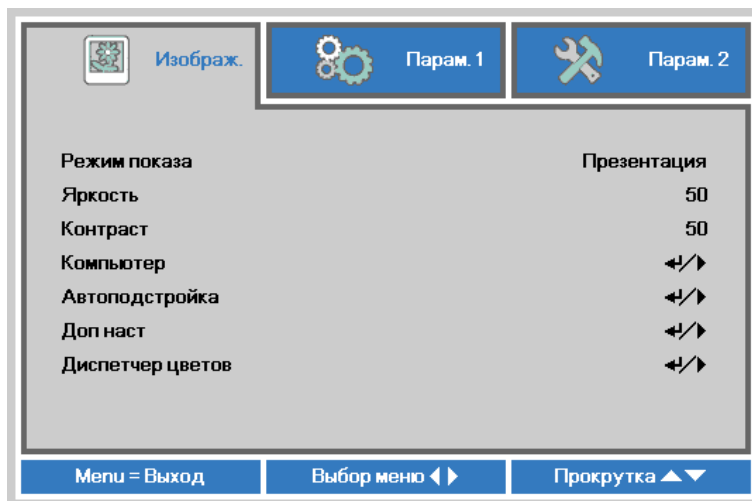 Изображ. Парам. 1 Парам. 2
Режим показа Презентация
Яркость 50
Контраст 50
Компьютер
Автоподстройка
Доп наст
Диспетчер цветов
Menu = Выход Выбор меню Прокрутка